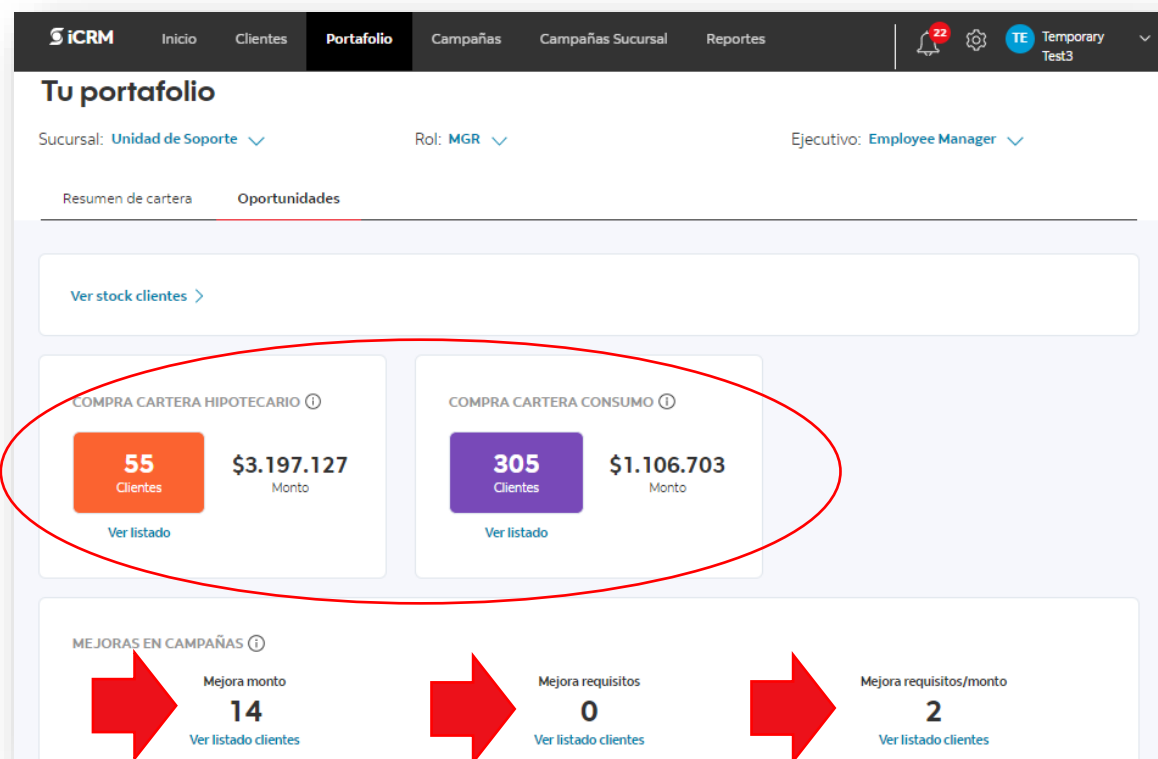 iCRM Inicio Clientes Portafolio Campañas Campañas Sucursal Reportes 22 TE Temporary
Test3
Tu portafolio
Sucursal: Unidad de Soporte Rol: MGR Ejecutivo: Employee Manager
Resumen de cartera Oportunidades
Ver stock clientes
COMPRA CARTERA HIPOTECARIO COMPRA CARTERA CONSUMO
55 $3.197.127 305 $1.106.703
Clientes Monto Clientes Monto
Ver listado Ver listado
MEJORAS EN CAMPAÑAS
Mejora monto Mejora requisitos Mejora requisitos/monto
14 0 2
Ver listado clientes Ver listado clientes Ver listado clientes